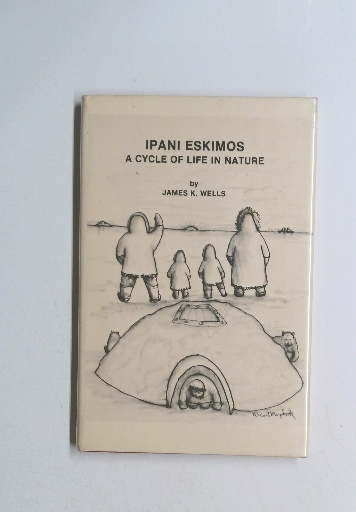 IPANI ESKIMOS
A CYCLE OF LIFE IN NATURE
by
JAMES K. WELLS